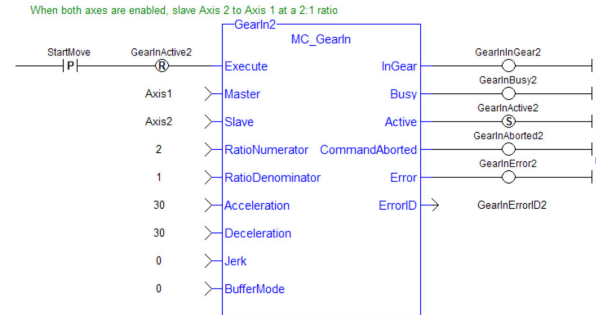 When both axes are enabled, slave Axis 2 to Axis 1 at a 2:1 ratio
GearIn2
MC_GearIn
StartMove GearInActive2 GearInInGear2
P R Execute InGear
GearInBusy2
Axis1 Master Busy
GearInActive2
Axis2 Slave Active S
GearInAborted2
2 RatioNumerator CommandAborted
GearInError2
1 RatioDenominator Error
30 Acceleration ErrorID GearInErrorID2
30 Deceleration
0 Jerk
0 BufferMode